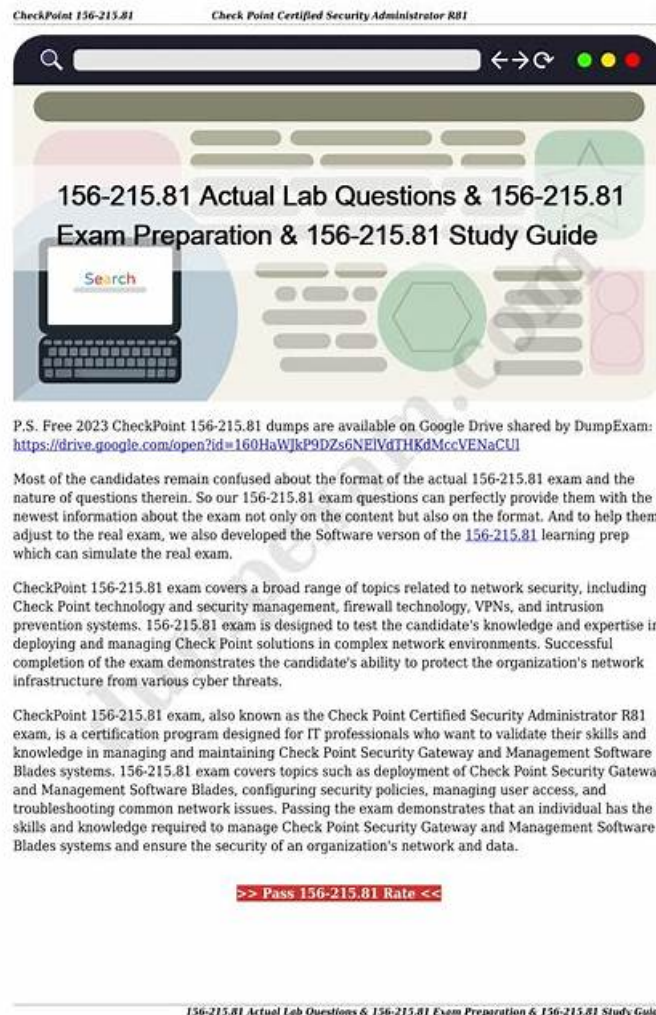 CheckPoint 156-215.81 Check Point Certified Security Administrator R81
156-215.81 Actual Lab Questions & 156-215.81
Exam Preparation & 156-215.81 Study Guide
Search
P.S. Free 2023 CheckPoint 156-215.81 dumps are available on Google Drive shared by DumpExam:
https://drive.google.com/open?id=160HaWJkP9DZs6NElVdTHKdMccVENaCUl
Most of the candidates remain confused about the format of the actual 156-215.81 exam and the
nature of questions therein. So our 156-215.81 exam questions can perfectly provide them with the
newest information about the exam not only on the content but also on the format. And to help them
adjust to the real exam, we also developed the Software verson of the 156-215.81 learning prep
which can simulate the real exam.
CheckPoint 156-215.81 exam covers a broad range of topics related to network security, including
Check Point technology and security management, firewall technology, VPNs, and intrusion
prevention systems. 156-215.81 exam is designed to test the candidate's knowledge and expertise in
deploying and managing Check Point solutions in complex network environments. Successful
completion of the exam demonstrates the candidate's ability to protect the organization's network
infrastructure from various cyber threats.
CheckPoint 156-215.81 exam, also known as the Check Point Certified Security Administrator R81
exam, is a certification program designed for IT professionals who want to validate their skills and
knowledge in managing and maintaining Check Point Security Gateway and Management Software
Blades systems. 156-215.81 exam covers topics such as deployment of Check Point Security Gatewa
and Management Software Blades, configuring security policies, managing user access, and
troubleshooting common network issues. Passing the exam demonstrates that an individual has the
skills and knowledge required to manage Check Point Security Gateway and Management Software
Blades systems and ensure the security of an organization's network and data.
>> Pass 156-215.81 Rate <<
156-215.81 Actual Lab Questions & 156-215.81 Exam Preparation & 156-215.81 Study Guid